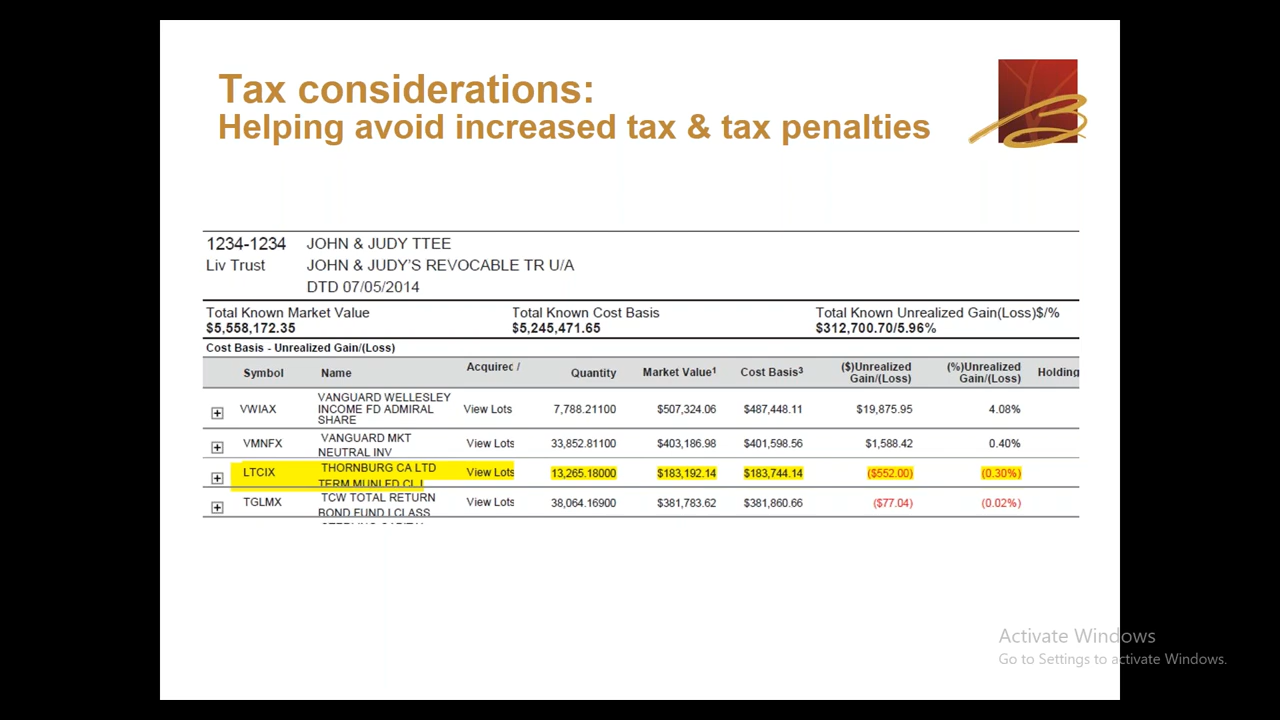 Tax considerations:
Helping avoid increased tax & tax penalties
1234-1234 JOHN & JUDY TTEE
Liv Trust JOHN & JUDY'S REVOCABLE TR U/A
DTD 07/05/2014
Total Known Market Value Total Known Cost Basis Total Known Unrealized Gain(Loss)$/%
$5,558,172.35 $5,245,471.65 $312,700.70/5.96%
Cost Basis - Unrealized Gain/(Loss)
Symbol Name Acquired / Quantity Market Value¹ Cost Basis³ ($)Unrealized Gain/(Loss) (%)Unrealized Gain/(Loss) Holding
VANGUARD WELLESLEY
VWIAX INCOME FD ADMIRAL View Lots 7,788.21100 $507,324.06 $487,448.11 $19,875.95 4.08%
SHARE
VMNFX VANGUARD MKT View Lots 33,852.81100 $403,186.98 $401,598.56 $1,588.42 0.40%
NEUTRAL INV
LTCIX THORNBURG CA LTD View Lots 13,265.18000 $183,192.14 $183,744.14 ($552.00) (0.30%)
TERM MUNI FD CL I
TGLMX TCW TOTAL RETURN View Lots 38,064.16900 $381,783.62 $381,860.66 ($77.04) (0.02%)
BOND FUND I CLASS
Activate Windows
Go to Settings to activate Windows.